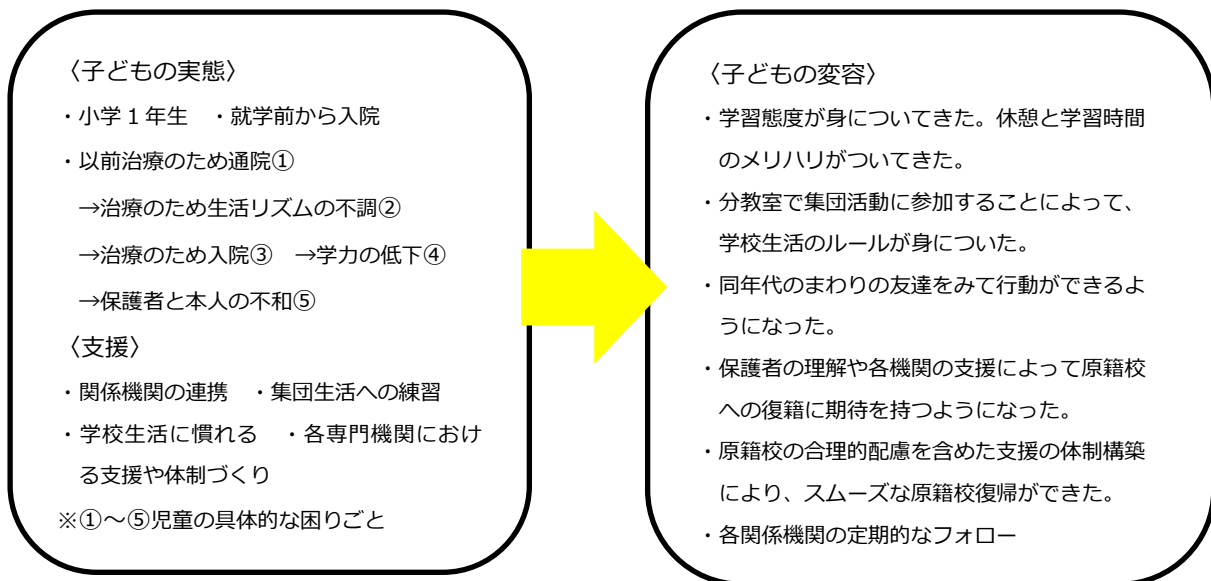 〈子どもの実態〉
・小学1年生　・就学前から入院
・以前治療のため通院①
→治療のため生活リズムの不調②
→治療のため入院③　→学力の低下④
→保護者と本人の不和⑤
〈支援〉
・関係機関の連携　・集団生活への練習
・学校生活に慣れる　・各専門機関におけ
る支援や体制づくり
※①～⑤児童の具体的な困りごと
〈子どもの変容〉
・学習態度が身についてきた。休憩と学習時間
のメリハリがついてきた。
・分教室で集団活動に参加することによって、
学校生活のルールが身についた。
・同年代のまわりの友達をみて行動ができるよ
うになった。
・保護者の理解や各機関の支援によって原籍校
への復籍に期待を持つようになった。
・原籍校の合理的配慮を含めた支援の体制構築
により、スムーズな原籍校復帰ができた。
・各関係機関の定期的なフォロー